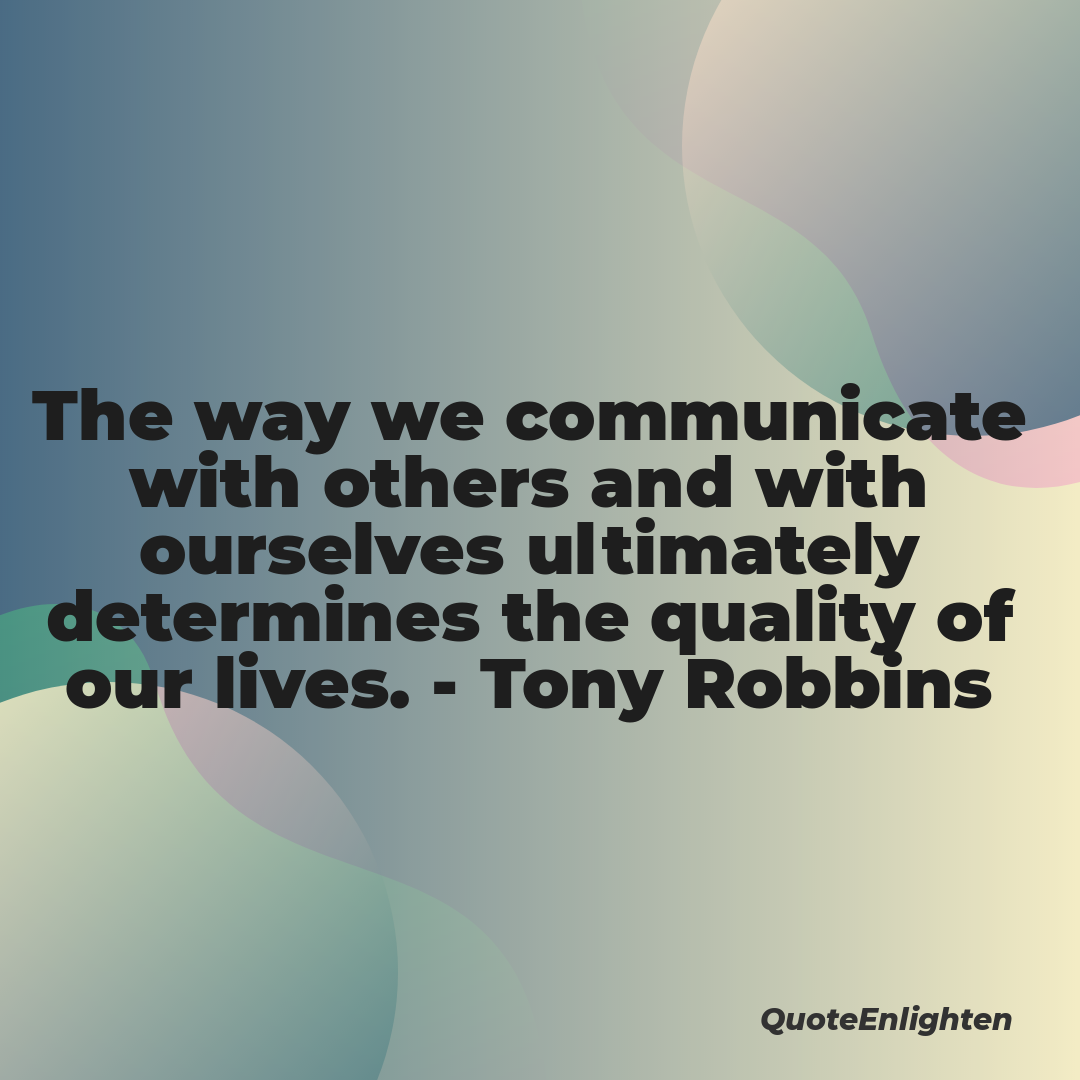 The way we communicate
with others and with
ourselves ultimately
determines the quality of
our lives. - Tony Robbins
QuoteEnlighten